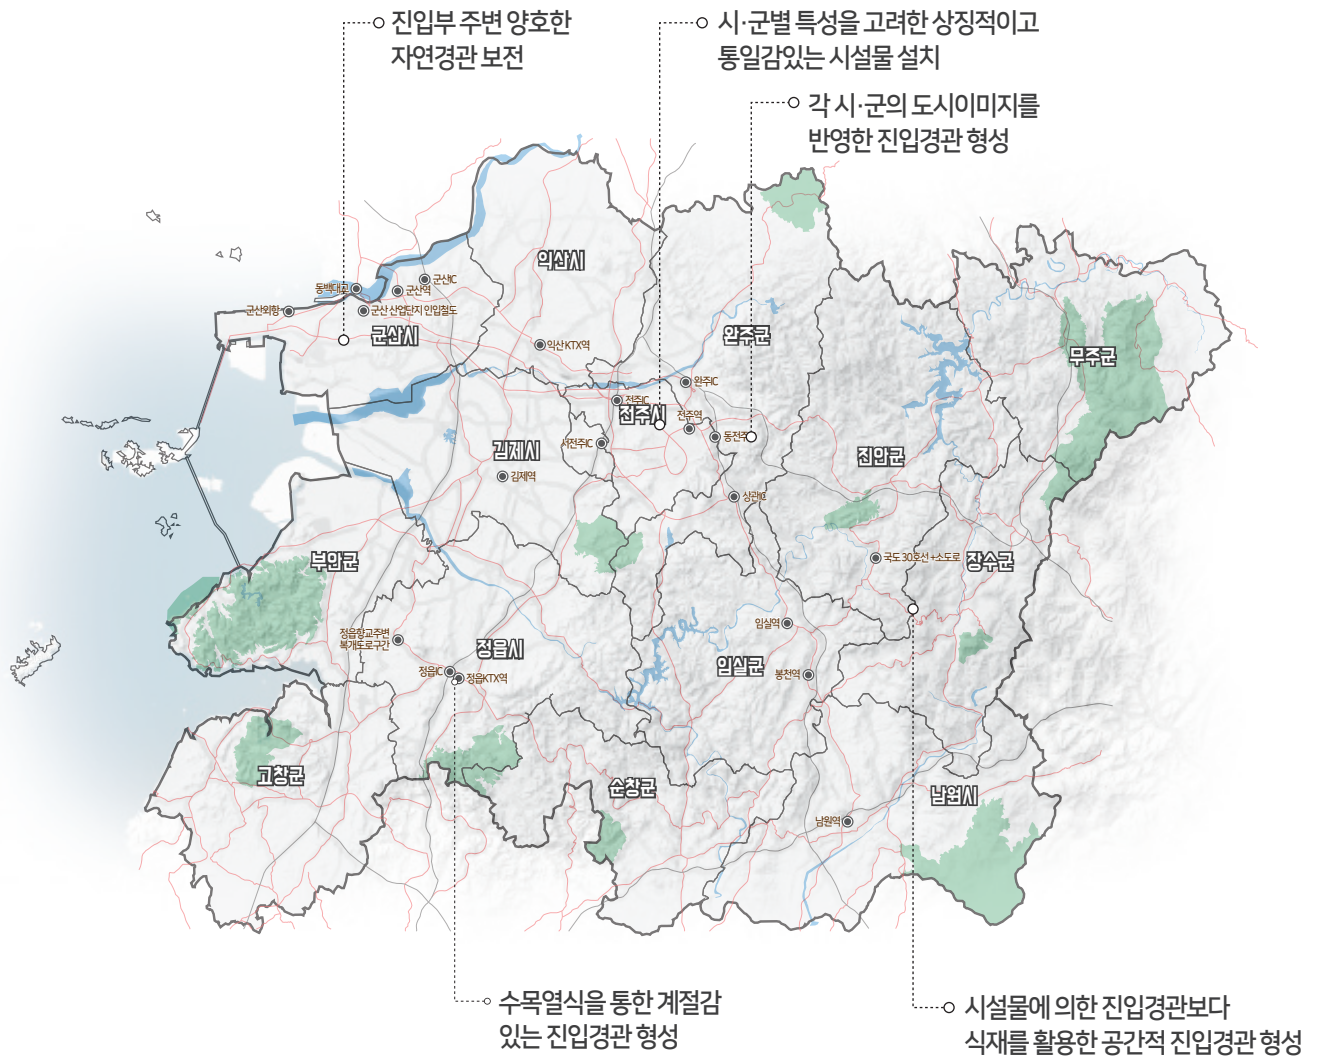 진입부 주변 양호한
자연경관 보전
시·군별 특성을 고려한 상징적이고
통일감있는 시설물 설치
각 시·군의 도시이미지를
반영한 진입경관 형성
익산시
군산IC
동백대교
군산역
군산외항
군산 산업단지 인입철도
군산시
익산 KTX역
완주군
무주군
완주IC
전주IC
전주시
전주역
서전주IC
동전주
김제시
진안군
김제역
상관IC
부안군
국도 30호선+소도로
장수군
정읍향교주변
복개도로구간
임실역
정읍시
임실군
정읍IC
정읍KTX역
봉천역
고창군
순창군
남원시
남원역
수목열식을 통한 계절감
있는 진입경관 형성
시설물에 의한 진입경관보다
식재를 활용한 공간적 진입경관 형성